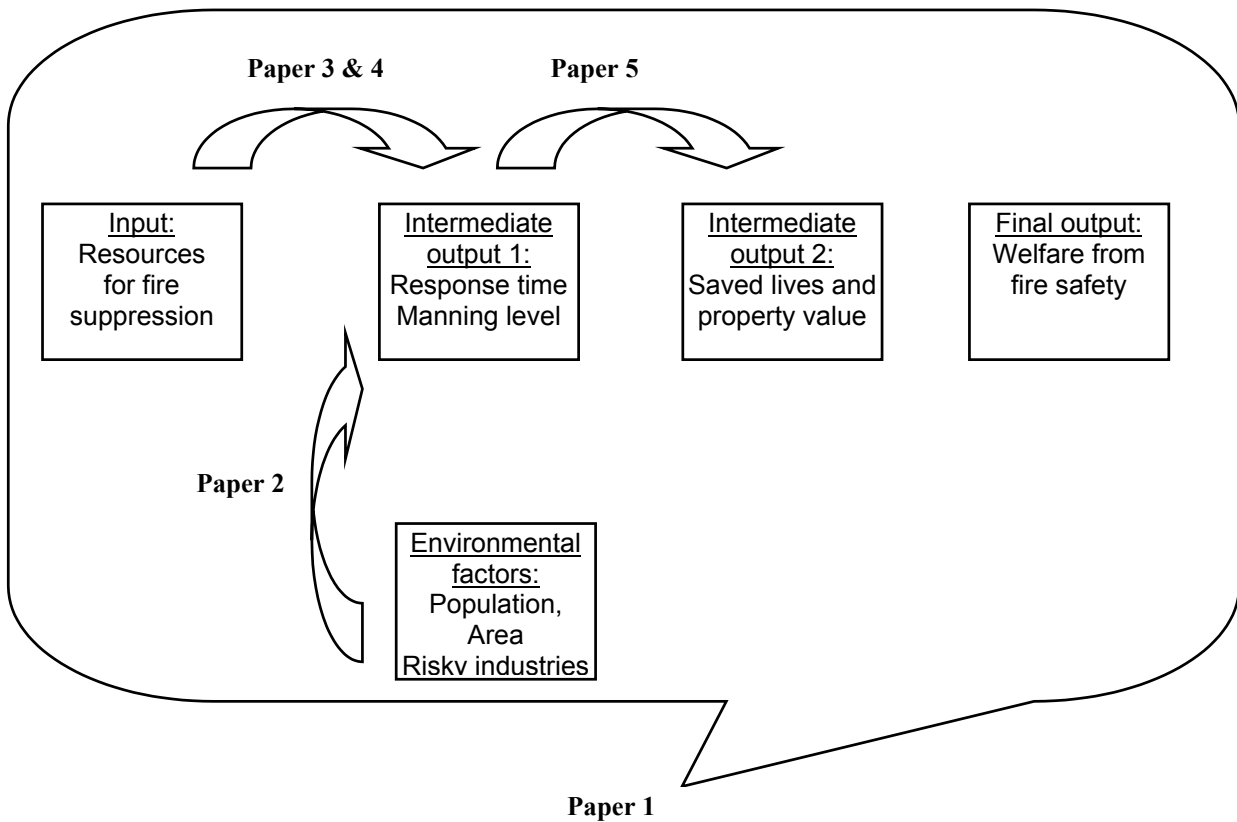 Paper 3 & 4
Paper 5
Input:
Resources
for fire
suppression
Intermediate
output 1:
Response time
Manning level
Intermediate
output 2:
Saved lives and
property value
Final output:
Welfare from
fire safety
Paper 2
Environmental
factors:
Population,
Area
Risky industries
Paper 1